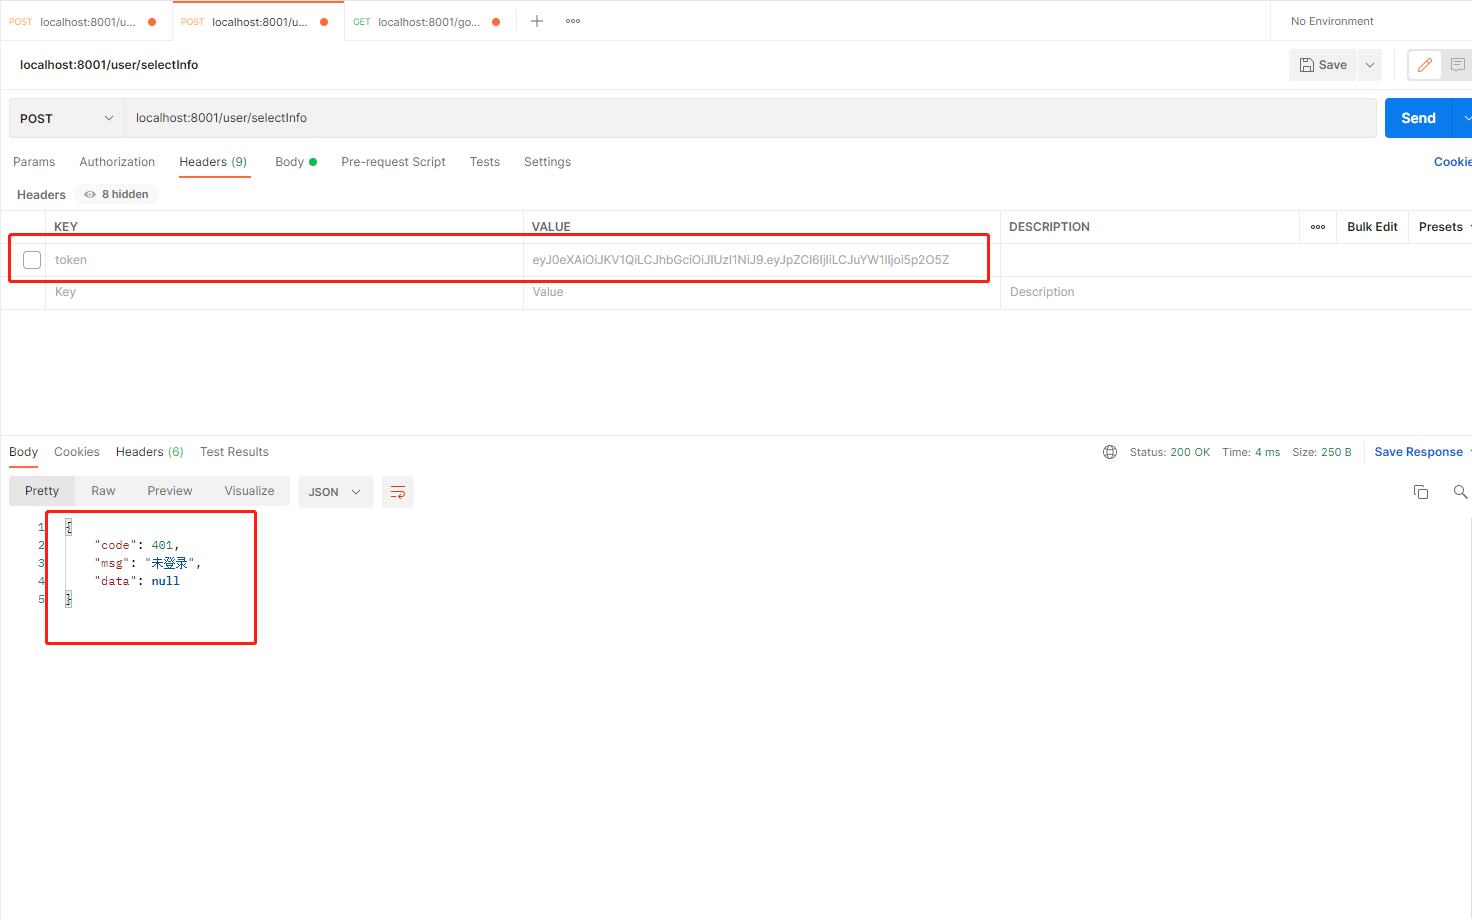 POST localhost:8001/u... POST localhost:8001/u... GET localhost:8001/go... No Environment
localhost:8001/user/selectInfo Save
POST localhost:8001/user/selectInfo Send
Params Authorization Headers (9) Body Pre-request Script Tests Settings Cookie
Headers 8 hidden
KEY VALUE DESCRIPTION Bulk Edit Presets
token eyJ0eXAiOiJKV1QiLCJhbGciOiJIUzI1NiJ9.eyJpZCI6IjIiLCJuYW1lIjoi5p2O5Z
Key Value Description
Body Cookies Headers (6) Test Results Status: 200 OK Time: 4 ms Size: 250 B Save Response
Pretty Raw Preview Visualize JSON
1 {
2 "code": 401,
3 "msg": "未登录",
4 "data": null
5 }